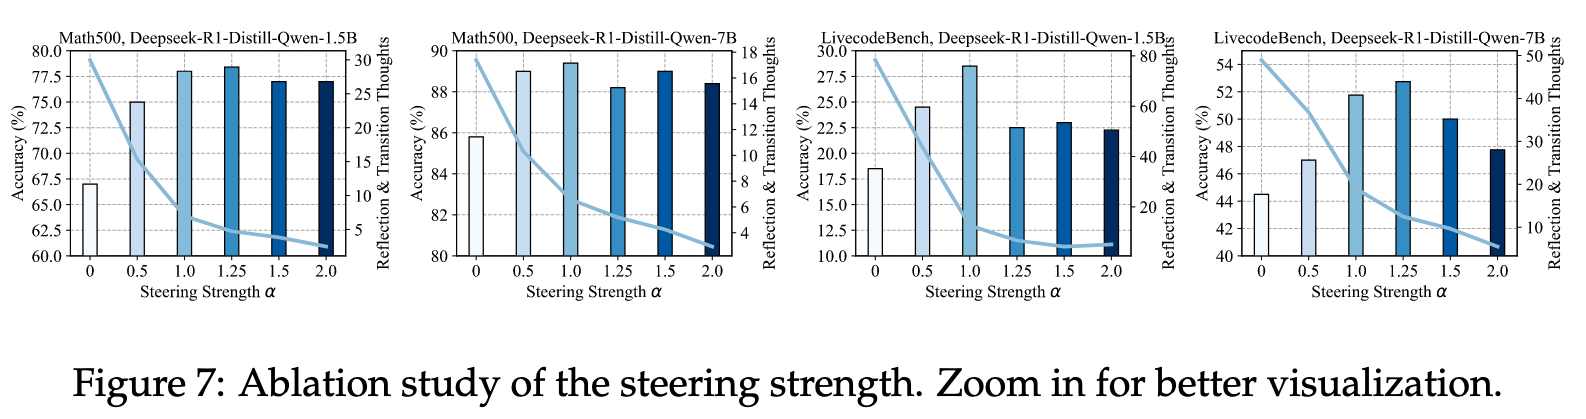 Math500, Deepseek-R1-Distill-Qwen-1.5B
Accuracy (%)
80.0
77.5
75.0
72.5
70.0
67.5
65.0
62.5
60.0
30
25
20
15
10
5
Reflection & Transition Thoughts
0 0.5 1.0 1.25 1.5 2.0
Steering Strength α
Math500, Deepseek-R1-Distill-Qwen-7B
Accuracy (%)
90
88
86
84
82
80
18
16
14
12
10
8
6
4
Reflection & Transition Thoughts
0 0.5 1.0 1.25 1.5 2.0
Steering Strength α
LivecodeBench, Deepseek-R1-Distill-Qwen-1.5B
Accuracy (%)
30.0
27.5
25.0
22.5
20.0
17.5
15.0
12.5
10.0
80
60
40
20
Reflection & Transition Thoughts
0 0.5 1.0 1.25 1.5 2.0
Steering Strength α
LivecodeBench, Deepseek-R1-Distill-Qwen-7B
Accuracy (%)
54
52
50
48
46
44
42
40
50
40
30
20
10
Reflection & Transition Thoughts
0 0.5 1.0 1.25 1.5 2.0
Steering Strength α
Figure 7: Ablation study of the steering strength. Zoom in for better visualization.